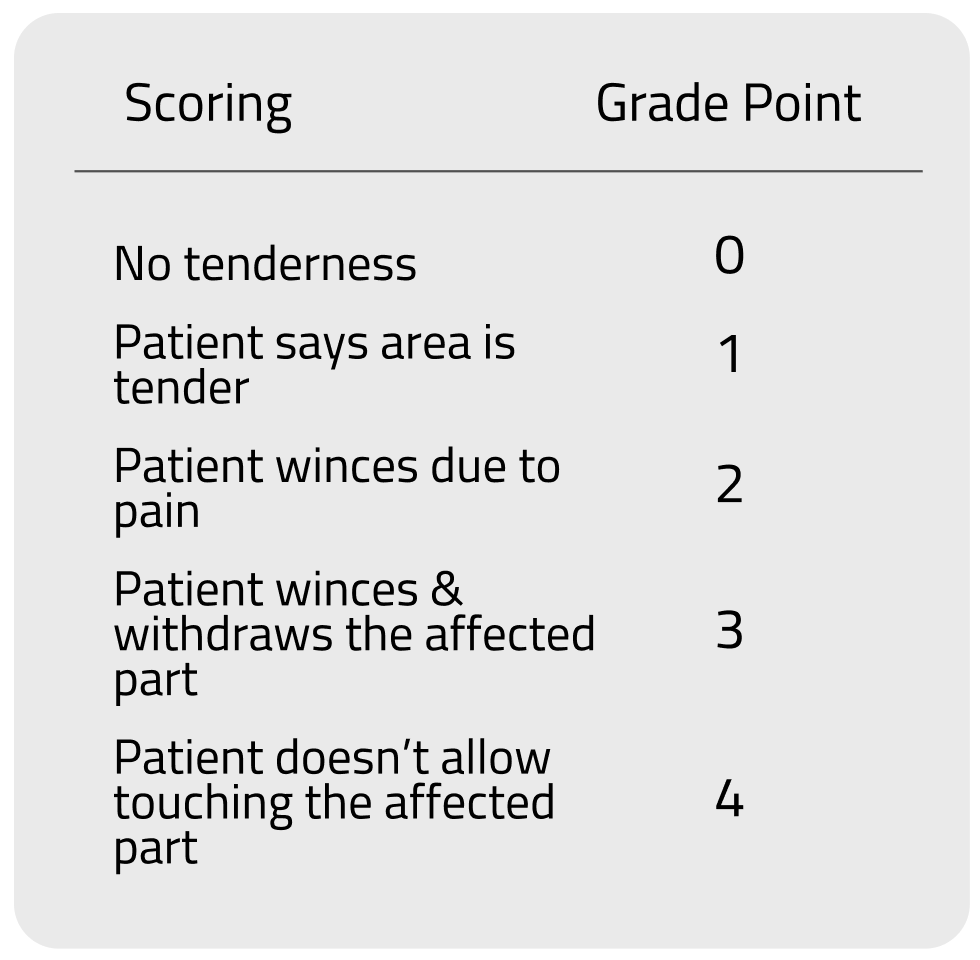 Scoring Grade Point
No tenderness 0
Patient says area is
tender 1
Patient winces due to
pain 2
Patient winces &
withdraws the affected 3
part
Patient doesn’t allow
touching the affected 4
part